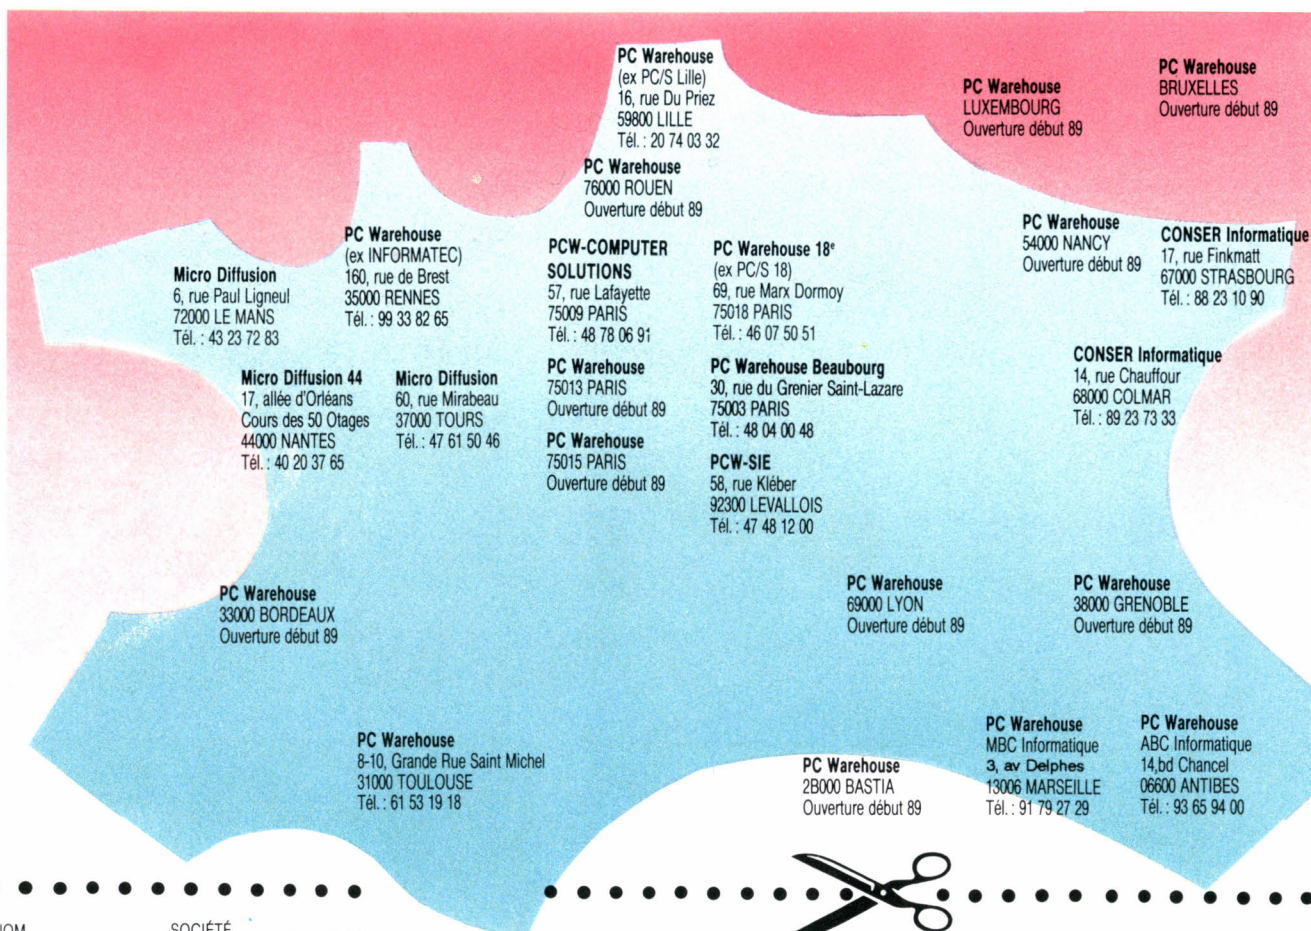 PC Warehouse
(ex PC/S Lille)
16, rue Du Priez
59800 LILLE
Tél. : 20 74 03 32
PC Warehouse
LUXEMBOURG
Ouverture début 89
PC Warehouse
BRUXELLES
Ouverture début 89
PC Warehouse
76000 ROUEN
Ouverture début 89
Micro Diffusion
6, rue Paul Ligneul
72000 LE MANS
Tél. : 43 23 72 83
PC Warehouse
(ex INFORMATEC)
160, rue de Brest
35000 RENNES
Tél. : 99 33 82 65
PCW-COMPUTER
SOLUTIONS
57, rue Lafayette
75009 PARIS
Tél. : 48 78 06 91
PC Warehouse 18e
(ex PC/S 18)
69, rue Marx Dormoy
75018 PARIS
Tél. : 46 07 50 51
PC Warehouse
54000 NANCY
Ouverture début 89
CONSER Informatique
17, rue Finkmatt
67000 STRASBOURG
Tél. : 88 23 10 90
Micro Diffusion 44
17, allée d'Orléans
Cours des 50 Otages
44000 NANTES
Tél. : 40 20 37 65
Micro Diffusion
60, rue Mirabeau
37000 TOURS
Tél. : 47 61 50 46
PC Warehouse
75013 PARIS
Ouverture début 89
PC Warehouse
75015 PARIS
Ouverture début 89
PC Warehouse Beaubourg
30, rue du Grenier Saint-Lazare
75003 PARIS
Tél. : 48 04 00 48
PCW-SIE
58, rue Kléber
92300 LEVALLOIS
Tél. : 47 48 12 00
CONSER Informatique
14, rue Chauffour
68000 COLMAR
Tél. : 89 23 73 33
PC Warehouse
33000 BORDEAUX
Ouverture début 89
PC Warehouse
69000 LYON
Ouverture début 89
PC Warehouse
38000 GRENOBLE
Ouverture début 89
PC Warehouse
8-10, Grande Rue Saint Michel
31000 TOULOUSE
Tél. : 61 53 19 18
PC Warehouse
2B000 BASTIA
Ouverture début 89
PC Warehouse
MBC Informatique
3, av Delphes
13006 MARSEILLE
Tél. : 91 79 27 29
PC Warehouse
ABC Informatique
14,bd Chancel
06600 ANTIBES
Tél. : 93 65 94 00
NOM
SOCIÉTÉ